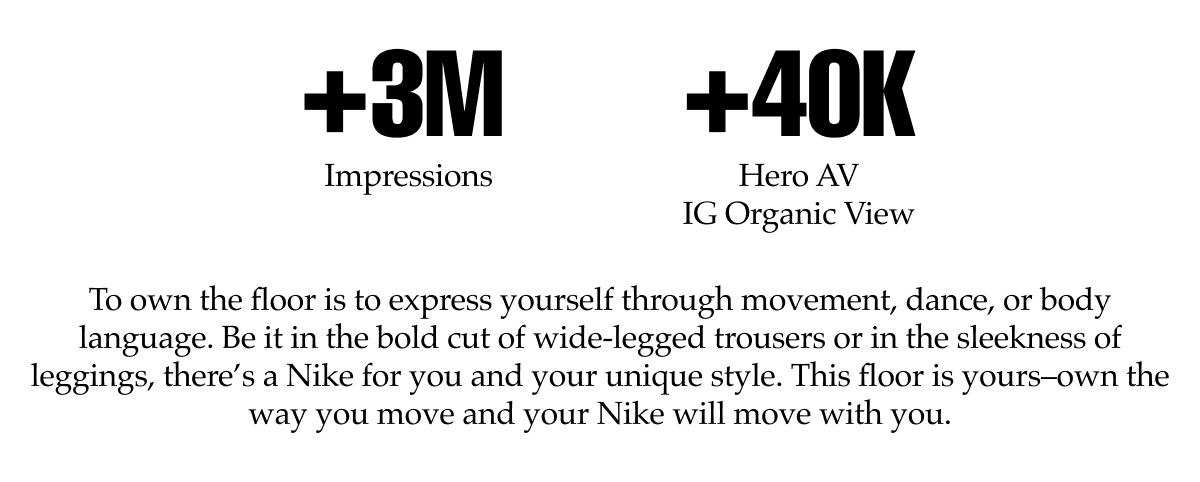 +3M
Impressions
+40K
Hero AV
IG Organic View
To own the floor is to express yourself through movement, dance, or body
language. Be it in the bold cut of wide-legged trousers or in the sleekness of
leggings, there’s a Nike for you and your unique style. This floor is yours–own the
way you move and your Nike will move with you.